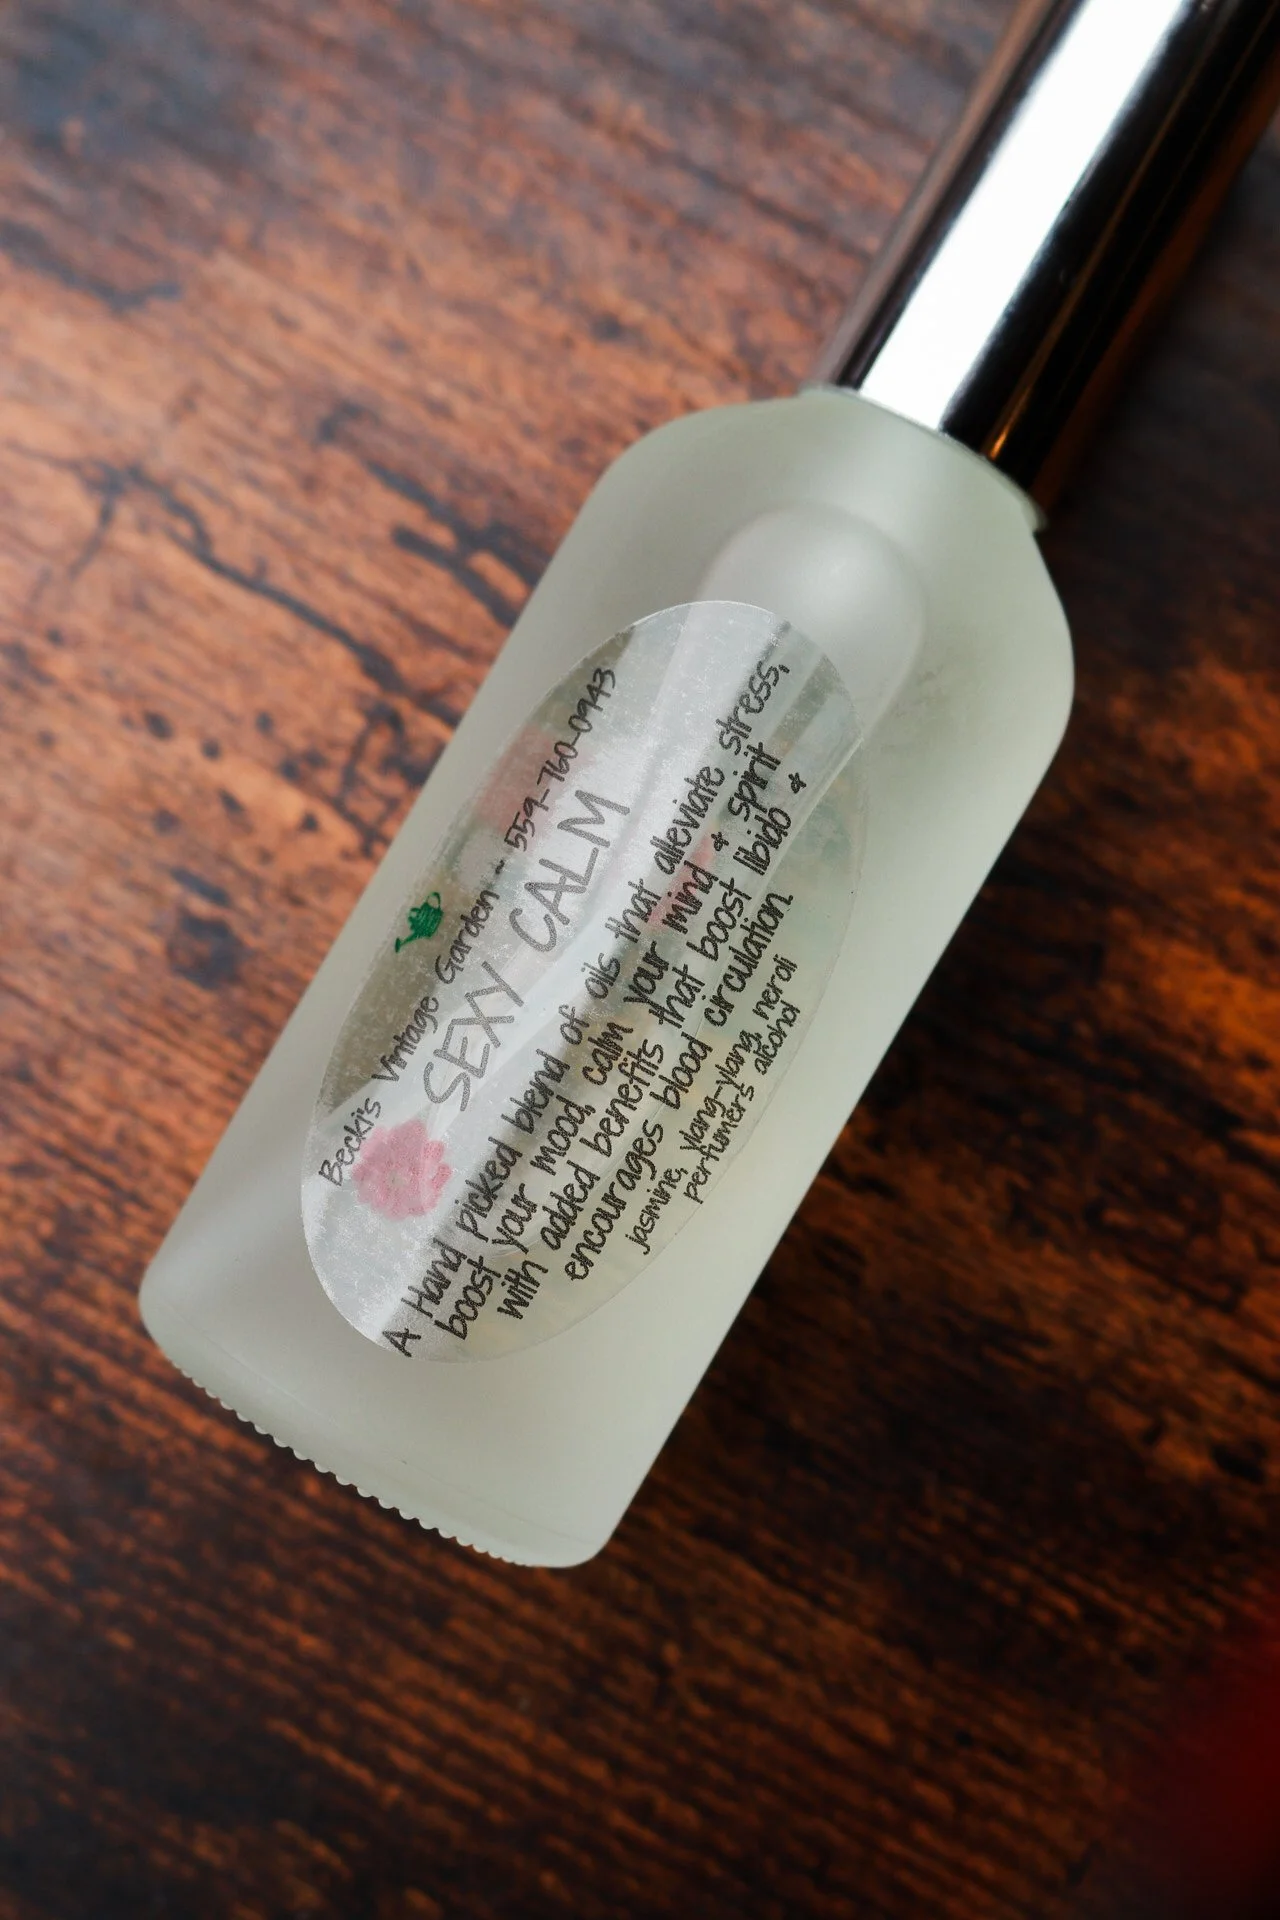 Becki's Vintage Garden ~ 559-760-0943
SEXY CALM
A Hand picked blend of oils that alleviate stress,
boost your mood, calm your mind & spirit
with added benefits that boost libido &
encourages blood circulation.
jasmine, ylang-ylang, neroli
perfumer's alcohol